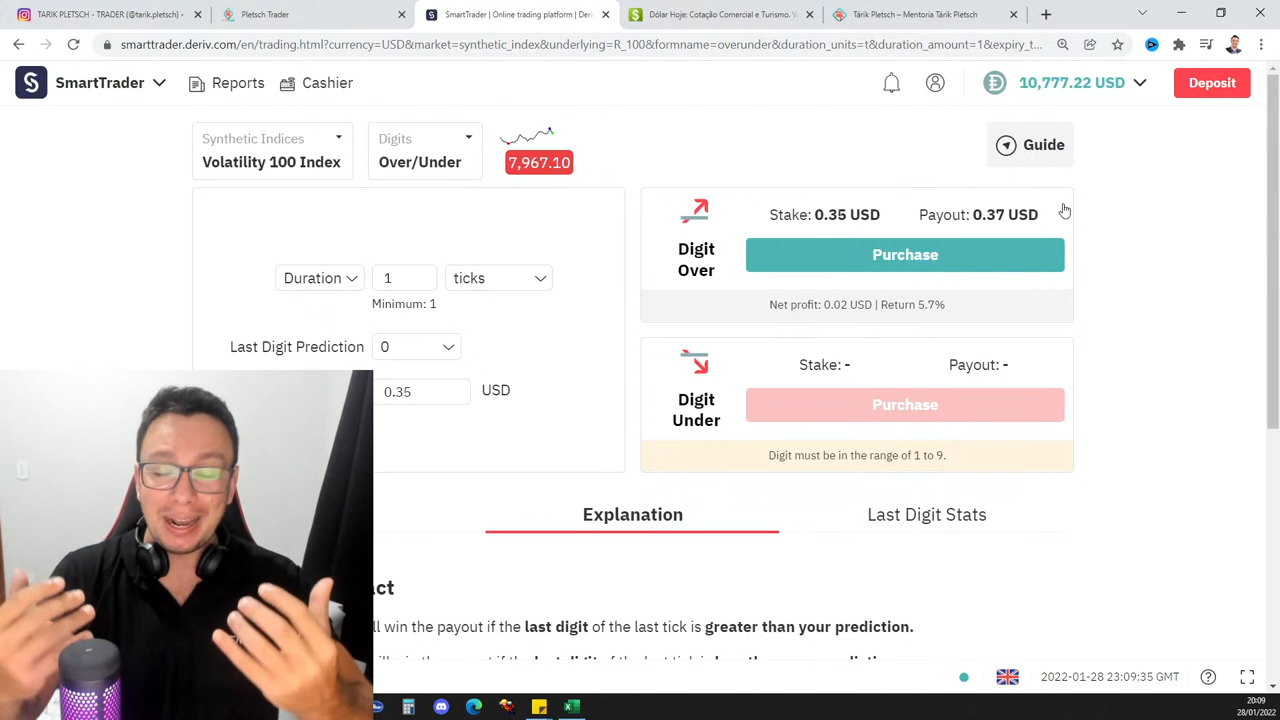 TARIK PLETSCH - TRADER (@tarik.pletsch) •
Pletsch Trader
SmartTrader | Online trading platform | Deri
Dólar Hoje: Cotação Comercial e Turismo. V
Tárik Pletsch – Mentoria Tárik Pletsch
smarttrader.deriv.com/en/trading.html?currency=USD&market=synthetic_index&underlying=R_100&formname=overunder&duration_units=t&duration_amount=1&expiry_t...
SmartTrader
Reports
Cashier
10,777.22 USD
Deposit
Synthetic Indices
Volatility 100 Index
Digits
Over/Under
7,967.10
Guide
Duration
1
ticks
Minimum: 1
Last Digit Prediction
0
0.35
USD
Digit
Over
Stake: 0.35 USD
Payout: 0.37 USD
Purchase
Net profit: 0.02 USD | Return 5.7%
Digit
Under
Stake: -
Payout: -
Purchase
Digit must be in the range of 1 to 9.
Explanation
Last Digit Stats
act
ll win the payout if the last digit of the last tick is greater than your prediction.
2022-01-28 23:09:35 GMT
20:09
28/01/2022